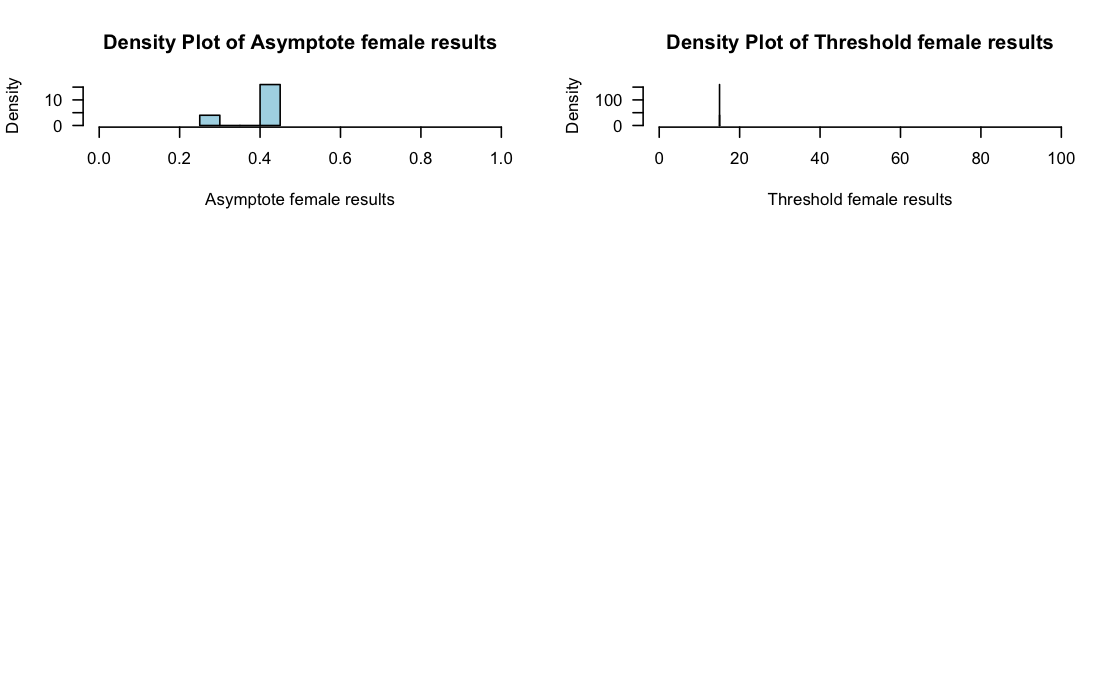 Density Plot of Asymptote female results
Density
10
0
0.0 0.2 0.4 0.6 0.8 1.0
Asymptote female results
Density Plot of Threshold female results
Density
100
0
0 20 40 60 80 100
Threshold female results